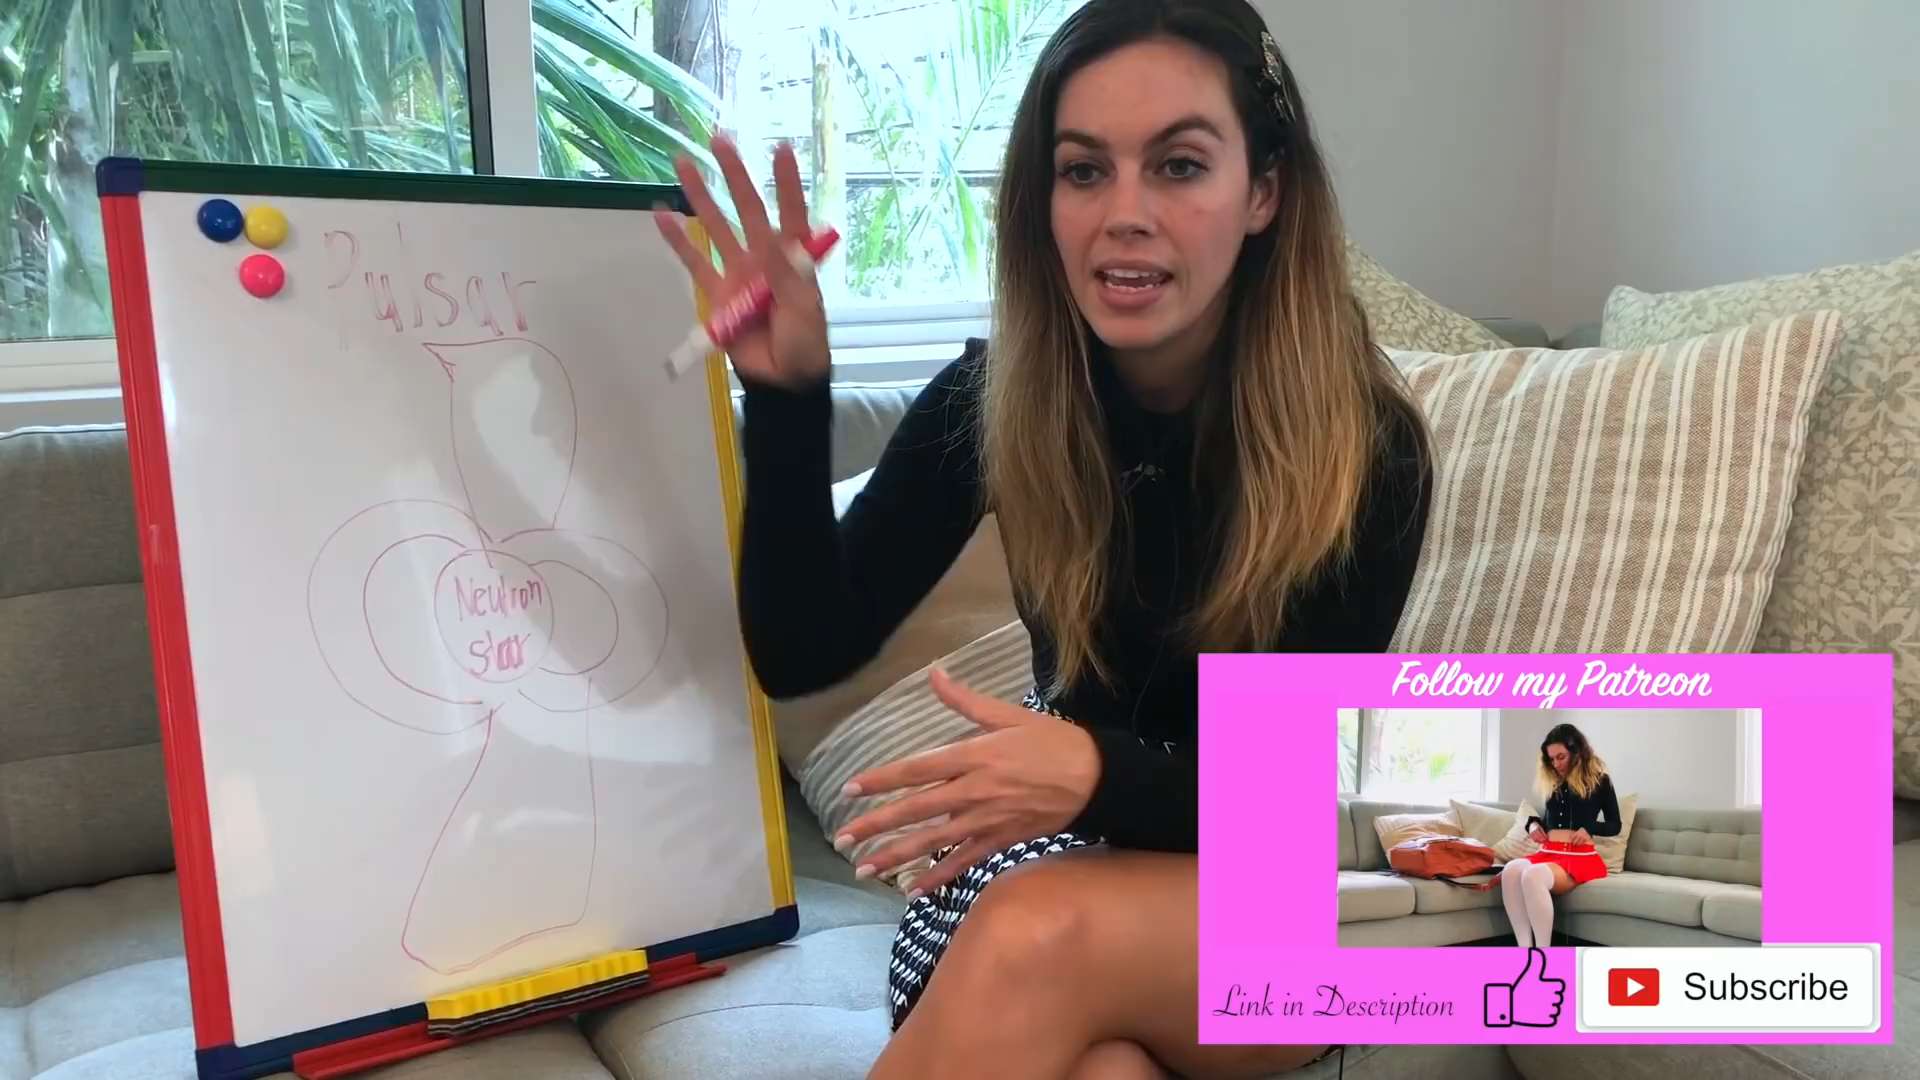 Pulsar
Neutron
star
Follow my Patreon
Link in Description
Subscribe